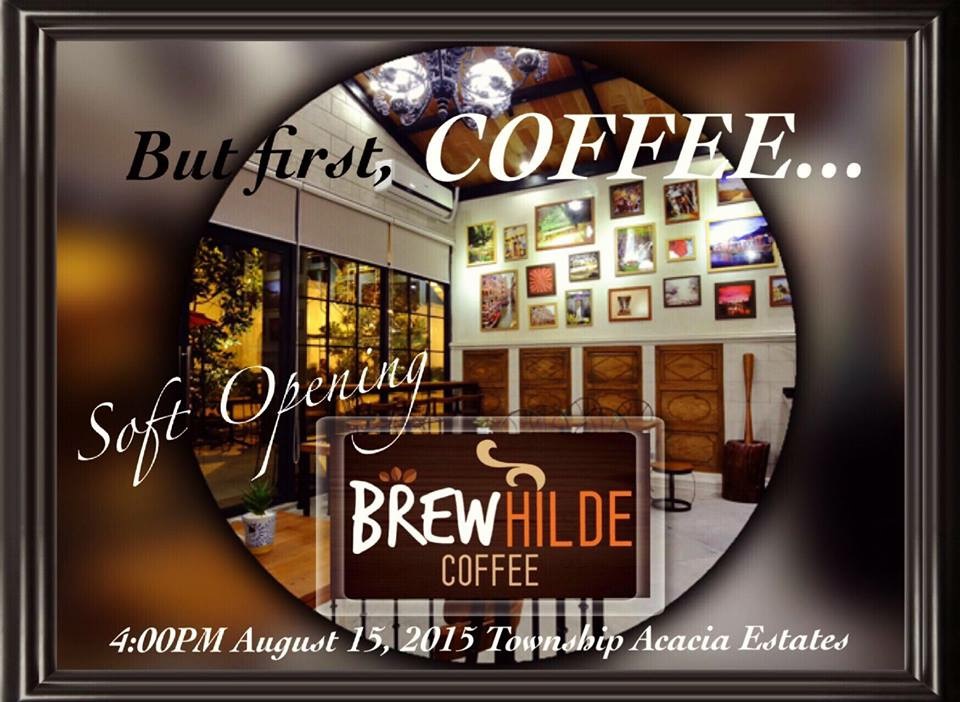 But first, COFFEE...
Soft Opening
BREWHILDE
COFFEE
4:00PM August 15, 2015 Township Acacia Estates